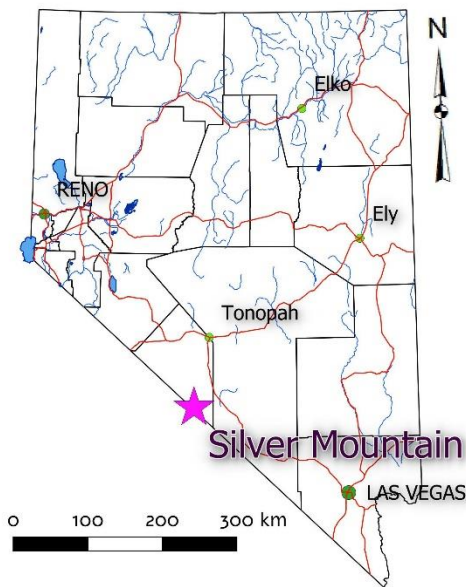 N
Elko
RENO
Ely
Tonopah
Silver Mountain
LAS VEGAS
0 100 200 300 km